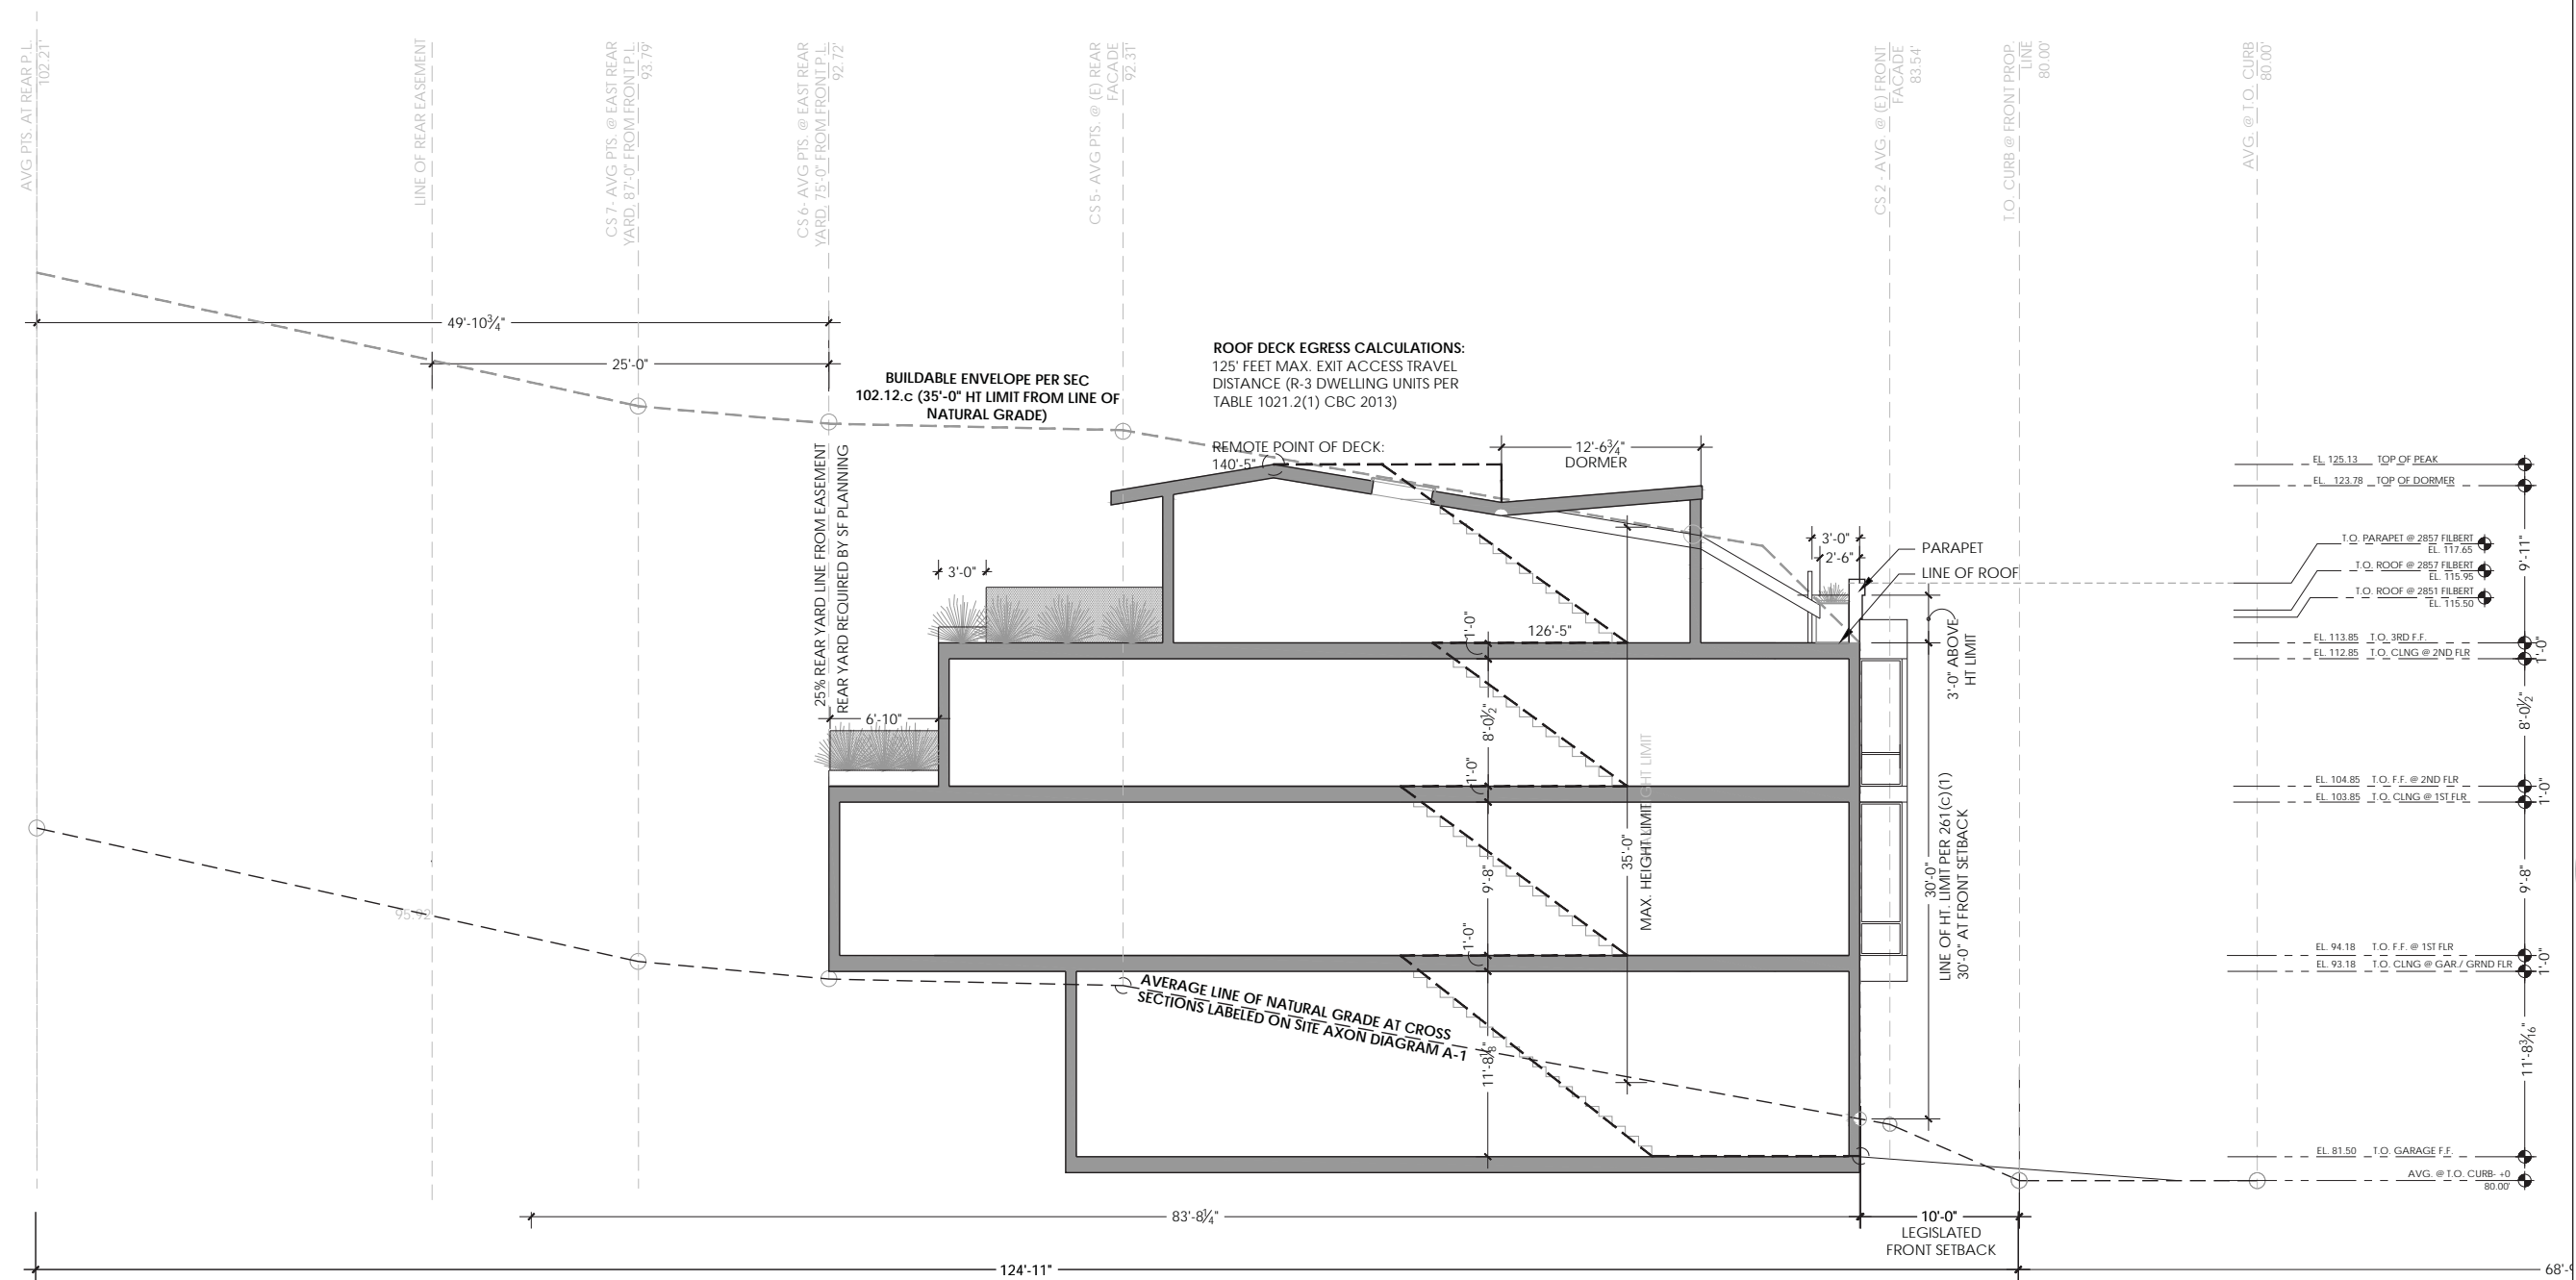 AVG PTS. AT REAR P.L.
102.21'
LINE OF REAR EASEMENT
CS 7- AVG PTS. @ EAST REAR
YARD, 87'-0" FROM FRONT P.L.
93.79'
CS 6- AVG PTS. @ EAST REAR
YARD, 75'-0" FROM FRONT P.L.
92.72'
CS 5- AVG PTS. @ (E) REAR
FACADE
92.31'
CS 2 - AVG. @ (E) FRONT
FACADE
83.54'
T.O. CURB @ FRONT PROP.
LINE
80.00'
AVG. @ T.O. CURB
80.00'
49'-10¾"
25'-0"
BUILDABLE ENVELOPE PER SEC
102.12.c (35'-0" HT LIMIT FROM LINE OF
NATURAL GRADE)
ROOF DECK EGRESS CALCULATIONS:
125' FEET MAX. EXIT ACCESS TRAVEL
DISTANCE (R-3 DWELLING UNITS PER
TABLE 1021.2(1) CBC 2013)
REMOTE POINT OF DECK:
140'-5"
12'-6¾"
DORMER
25% REAR YARD LINE FROM EASEMENT
REAR YARD REQUIRED BY SF PLANNING
3'-0"
6'-10"
3'-0"
2'-6"
PARAPET
LINE OF ROOF
3'-0" ABOVE
HT LIMIT
126'-5"
1'-0"
8'-0½"
1'-0"
9'-8"
1'-0"
11'-8⅛"
35'-0"
MAX. HEIGHT LIMIT
30'-0"
LINE OF HT. LIMIT PER 261(c)(1)
30'-0" AT FRONT SETBACK
95.92
AVERAGE LINE OF NATURAL GRADE AT CROSS
SECTIONS LABELED ON SITE AXON DIAGRAM A-1
EL. 125.13 TOP OF PEAK
EL. 123.78 TOP OF DORMER
T.O. PARAPET @ 2857 FILBERT
EL. 117.65
T.O. ROOF @ 2857 FILBERT
EL. 115.95
T.O. ROOF @ 2851 FILBERT
EL. 115.50
EL. 113.85 T.O. 3RD F.F.
EL. 112.85 T.O. CLNG @ 2ND FLR
EL. 104.85 T.O. F.F. @ 2ND FLR
EL. 103.85 T.O. CLNG @ 1ST FLR
EL. 94.18 T.O. F.F. @ 1ST FLR
EL. 93.18 T.O. CLNG @ GAR./ GRND FLR
EL. 81.50 T.O. GARAGE F.F.
AVG. @ T.O. CURB- +0
80.00'
9'-11"
1'-0"
8'-0½"
1'-0"
9'-8"
1'-0"
11'-8³⁄₁₆"
83'-8¼"
10'-0"
LEGISLATED
FRONT SETBACK
124'-11"